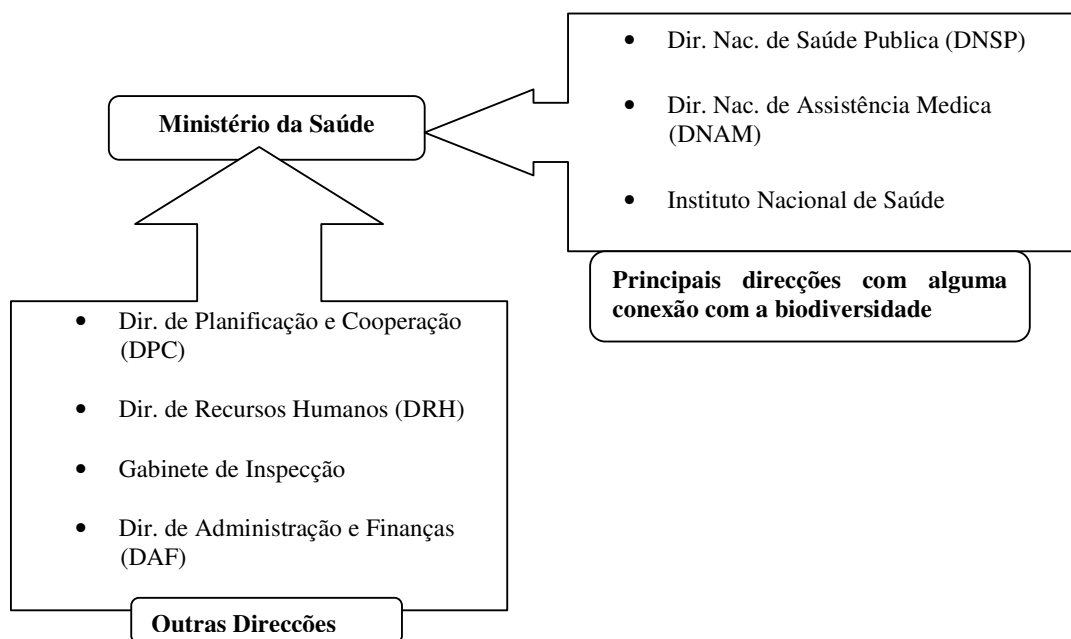 • Dir. Nac. de Saúde Publica (DNSP)
• Dir. Nac. de Assistência Medica
(DNAM)
• Instituto Nacional de Saúde
Ministério da Saúde
Principais direcções com alguma
conexão com a biodiversidade
• Dir. de Planificação e Cooperação
(DPC)
• Dir. de Recursos Humanos (DRH)
• Gabinete de Inspecção
• Dir. de Administração e Finanças
(DAF)
Outras Direccões